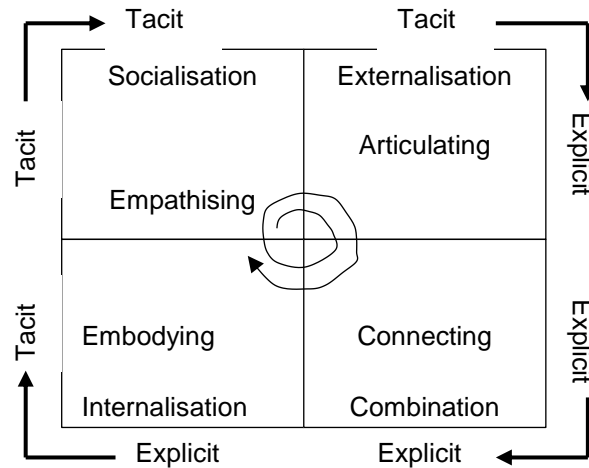 Tacit
Tacit
Socialisation
Externalisation
Tacit
Explicit
Articulating
Empathising
Tacit
Explicit
Embodying
Connecting
Internalisation
Combination
Explicit
Explicit